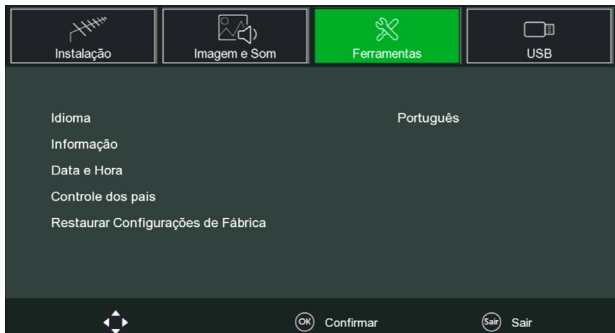 Instalação
Imagem e Som
Ferramentas
USB
Idioma Português
Informação
Data e Hora
Controle dos pais
Restaurar Configurações de Fábrica
OK Confirmar
Sair Sair